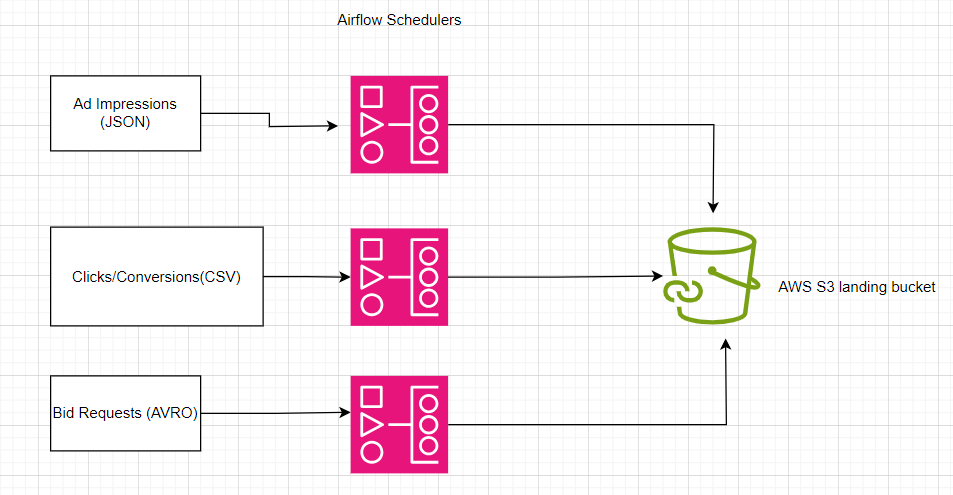 Airflow Schedulers
Ad Impressions
(JSON)
Clicks/Conversions(CSV)
AWS S3 landing bucket
Bid Requests (AVRO)